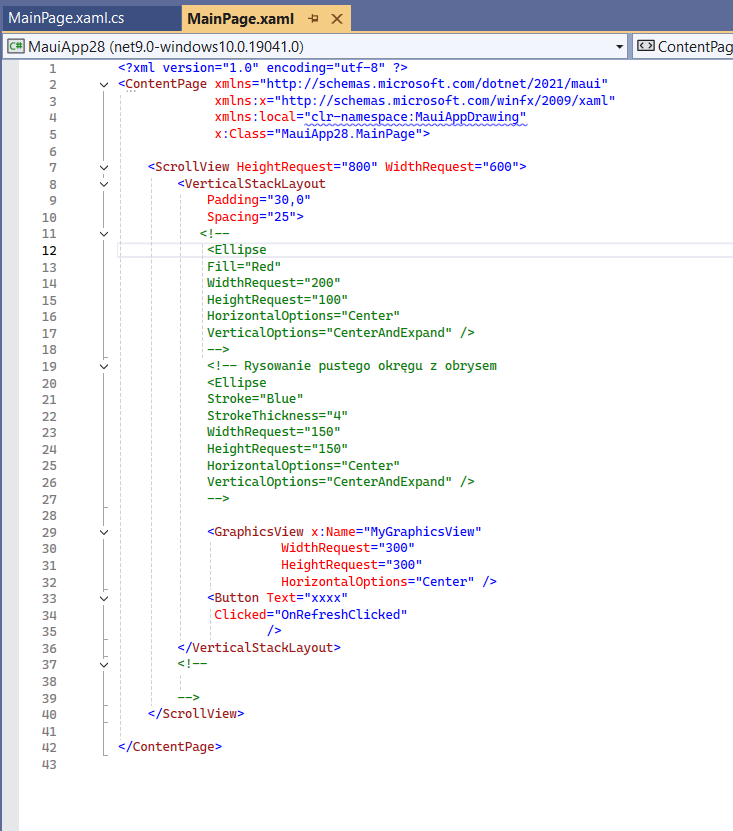 MainPage.xaml.cs MainPage.xaml
C# MauiApp28 (net9.0-windows10.0.19041.0) ContentPag
1 <?xml version="1.0" encoding="utf-8" ?>
2 <ContentPage xmlns="http://schemas.microsoft.com/dotnet/2021/maui"
3 xmlns:x="http://schemas.microsoft.com/winfx/2009/xaml"
4 xmlns:local="clr-namespace:MauiAppDrawing"
5 x:Class="MauiApp28.MainPage">
6
7 <ScrollView HeightRequest="800" WidthRequest="600">
8 <VerticalStackLayout
9 Padding="30,0"
10 Spacing="25">
11 <!--
12 <Ellipse
13 Fill="Red"
14 WidthRequest="200"
15 HeightRequest="100"
16 HorizontalOptions="Center"
17 VerticalOptions="CenterAndExpand" />
18 -->
19 <!-- Rysowanie pustego okręgu z obrysem
20 <Ellipse
21 Stroke="Blue"
22 StrokeThickness="4"
23 WidthRequest="150"
24 HeightRequest="150"
25 HorizontalOptions="Center"
26 VerticalOptions="CenterAndExpand" />
27 -->
28
29 <GraphicsView x:Name="MyGraphicsView"
30 WidthRequest="300"
31 HeightRequest="300"
32 HorizontalOptions="Center" />
33 <Button Text="xxxx"
34 Clicked="OnRefreshClicked"
35 />
36 </VerticalStackLayout>
37 <!--
38
39 -->
40 </ScrollView>
41
42 </ContentPage>
43